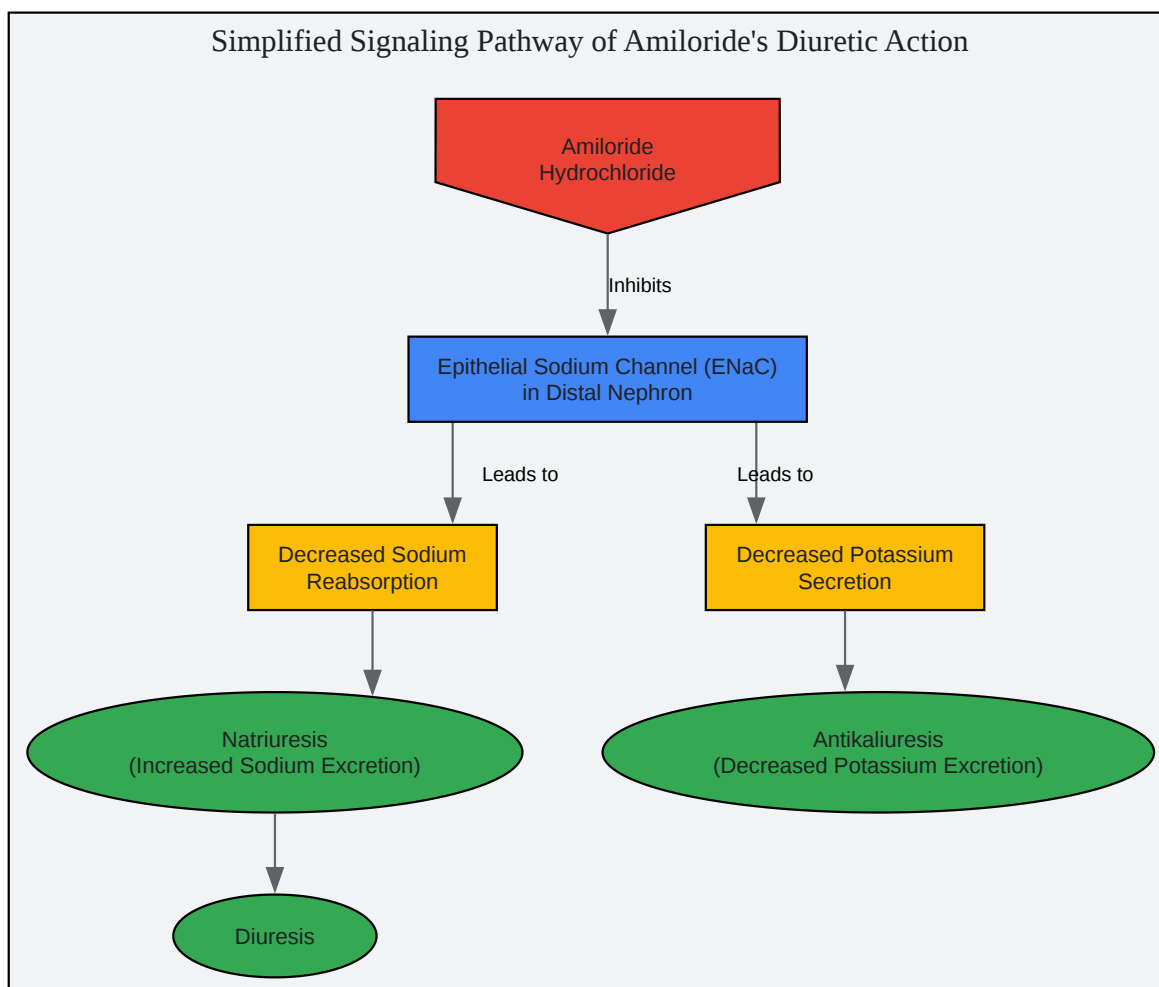 Simplified Signaling Pathway of Amiloride's Diuretic Action
Amiloride
Hydrochloride
Inhibits
Epithelial Sodium Channel (ENaC)
in Distal Nephron
Leads to
Leads to
Decreased Sodium
Reabsorption
Decreased Potassium
Secretion
Natriuresis
(Increased Sodium Excretion)
Antikaliuresis
(Decreased Potassium Excretion)
Diuresis